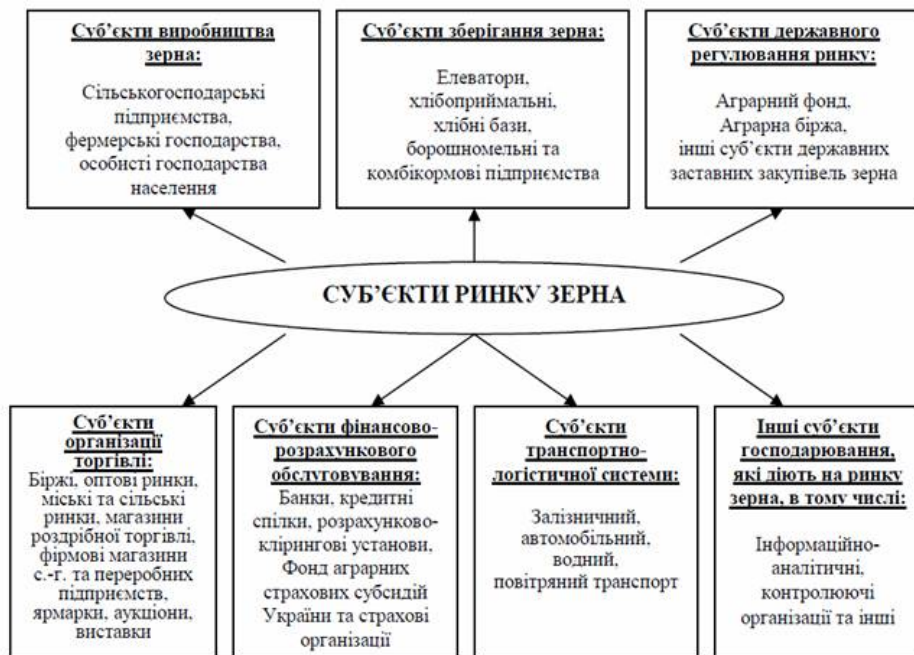 Суб’єкти виробництва
зерна:
Сільськогосподарські
підприємства,
фермерські господарства,
особисті господарства
населення
Суб’єкти зберігання зерна:
Елеватори,
хлібоприймальні,
хлібні бази,
борошномельні та
комбікормові підприємства
Суб’єкти державного
регулювання ринку:
Аграрний фонд,
Аграрна біржа,
інші суб’єкти державних
заставних закупівель зерна
СУБ’ЄКТИ РИНКУ ЗЕРНА
Суб’єкти
організації
торгівлі:
Біржі, оптові ринки,
міські та сільські
ринки, магазини
роздрібної торгівлі,
фірмові магазини
с.-г. та переробних
підприємств,
ярмарки, аукціони,
виставки
Суб’єкти фінансово-
розрахункового
обслуговування:
Банки, кредитні
спілки, розрахунково-
клірингові установи,
Фонд аграрних
страхових субсидій
України та страхові
організації
Суб’єкти
транспортно-
логістичної системи:
Залізничний,
автомобільний,
водний,
повітряний транспорт
Інші суб’єкти
господарювання,
які діють на ринку
зерна, в тому числі:
Інформаційно-
аналітичні,
контролюючі
організації та інші